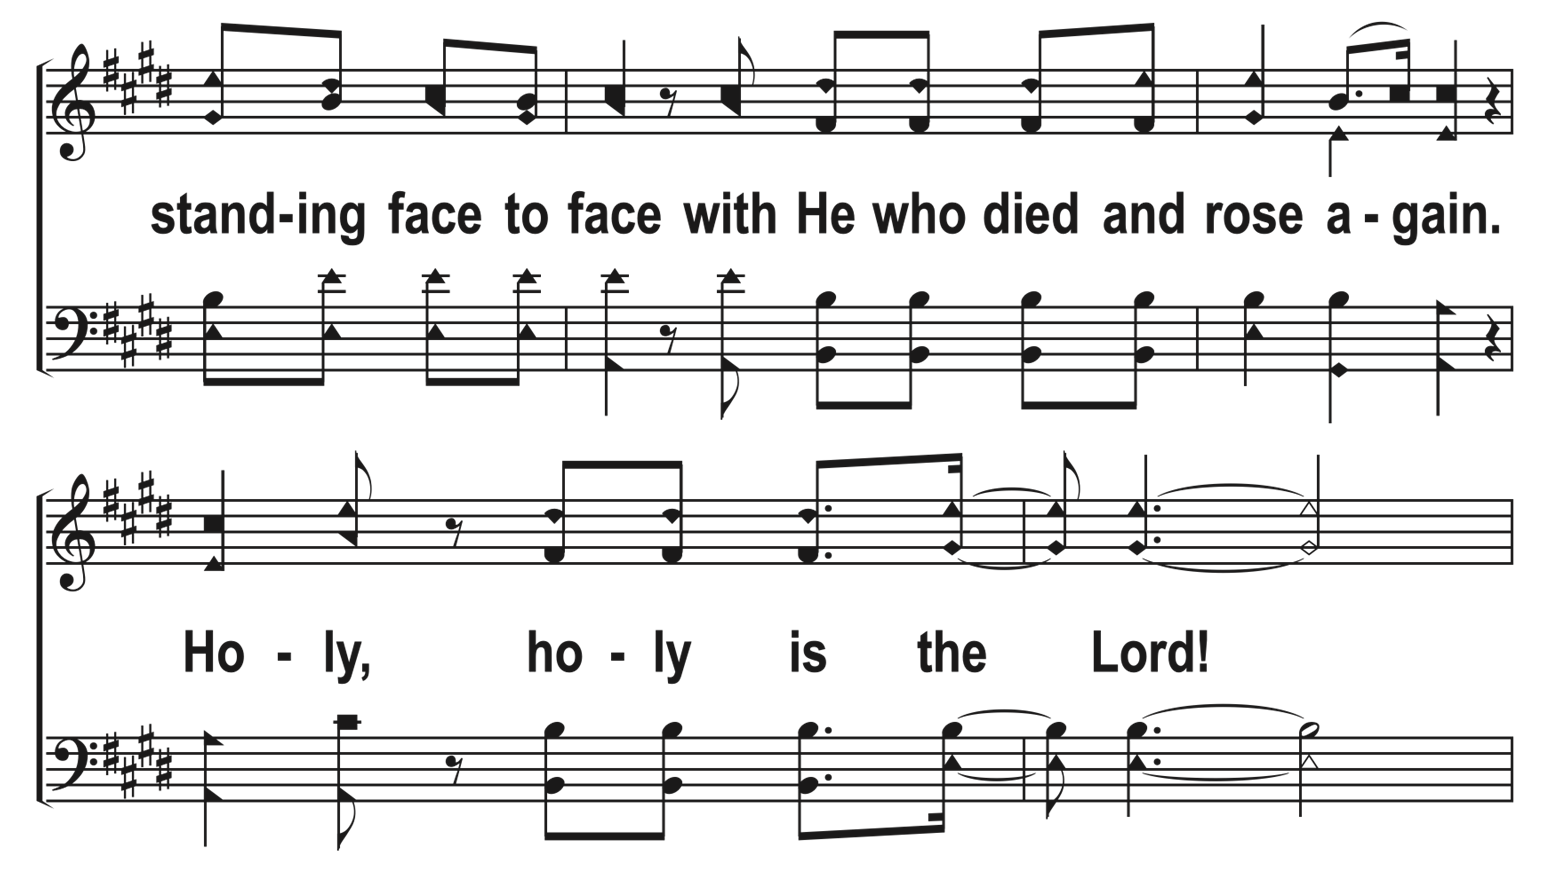 stand-ing face to face with He who died and rose a - gain.
Ho - ly, ho - ly is the Lord!